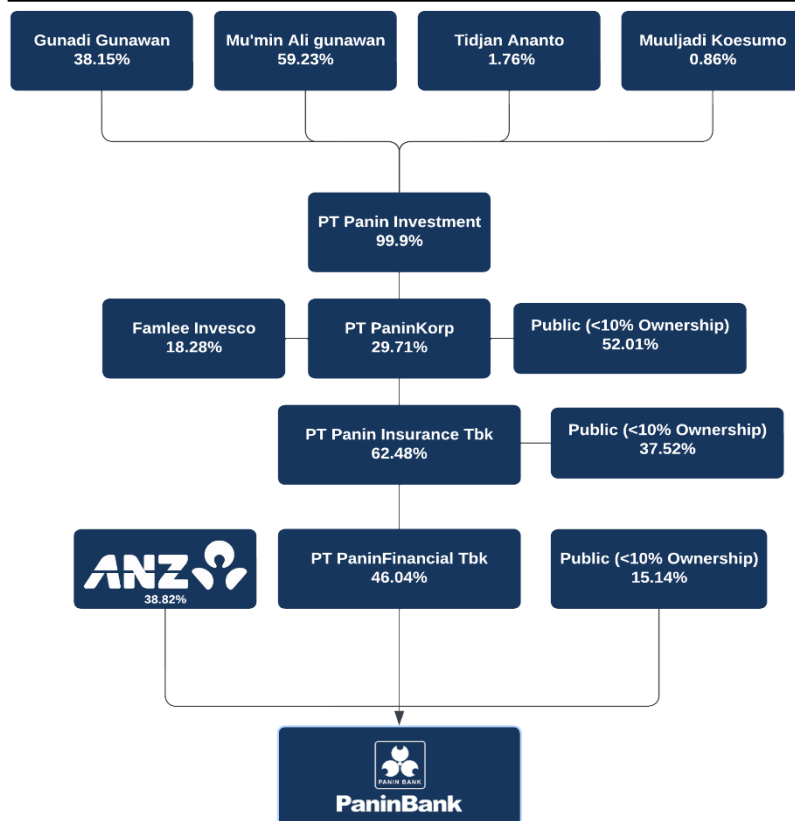 Gunadi Gunawan
38.15%
Mu'min Ali gunawan
59.23%
Tidjan Ananto
1.76%
Muuljadi Koesumo
0.86%
PT Panin Investment
99.9%
Famlee Invesco
18.28%
PT PaninKorp
29.71%
Public (<10% Ownership)
52.01%
PT Panin Insurance Tbk
62.48%
Public (<10% Ownership)
37.52%
ANZ
38.82%
PT PaninFinancial Tbk
46.04%
Public (<10% Ownership)
15.14%
PANIN BANK
PaninBank